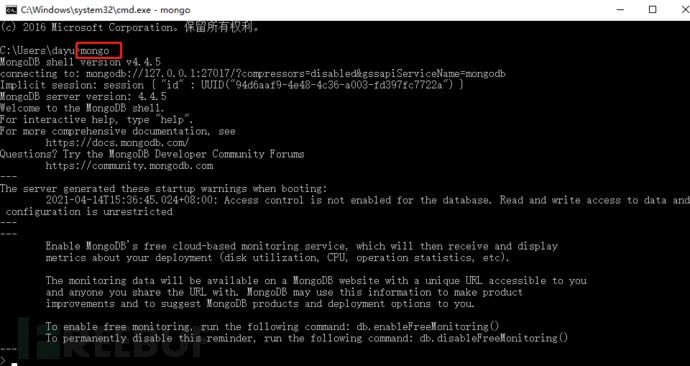 C:\Windows\system32\cmd.exe - mongo
(c) 2016 Microsoft Corporation。保留所有权利。
C:\Users\dayu>mongo
MongoDB shell version v4.4.5
connecting to: mongodb://127.0.0.1:27017/?compressors=disabled&gssapiServiceName=mongodb
Implicit session: session { "id" : UUID("94d6aaf9-4e48-4c36-a003-fd397fc7722a") }
MongoDB server version: 4.4.5
Welcome to the MongoDB shell.
For interactive help, type "help".
For more comprehensive documentation, see
https://docs.mongodb.com/
Questions? Try the MongoDB Developer Community Forums
https://community.mongodb.com
---
The server generated these startup warnings when booting:
2021-04-14T15:36:45.024+08:00: Access control is not enabled for the database. Read and write access to data and
configuration is unrestricted
---
---
Enable MongoDB's free cloud-based monitoring service, which will then receive and display
metrics about your deployment (disk utilization, CPU, operation statistics, etc).
The monitoring data will be available on a MongoDB website with a unique URL accessible to you
and anyone you share the URL with. MongoDB may use this information to make product
improvements and to suggest MongoDB products and deployment options to you.
To enable free monitoring, run the following command: db.enableFreeMonitoring()
To permanently disable this reminder, run the following command: db.disableFreeMonitoring()
---
>
FREEBUF